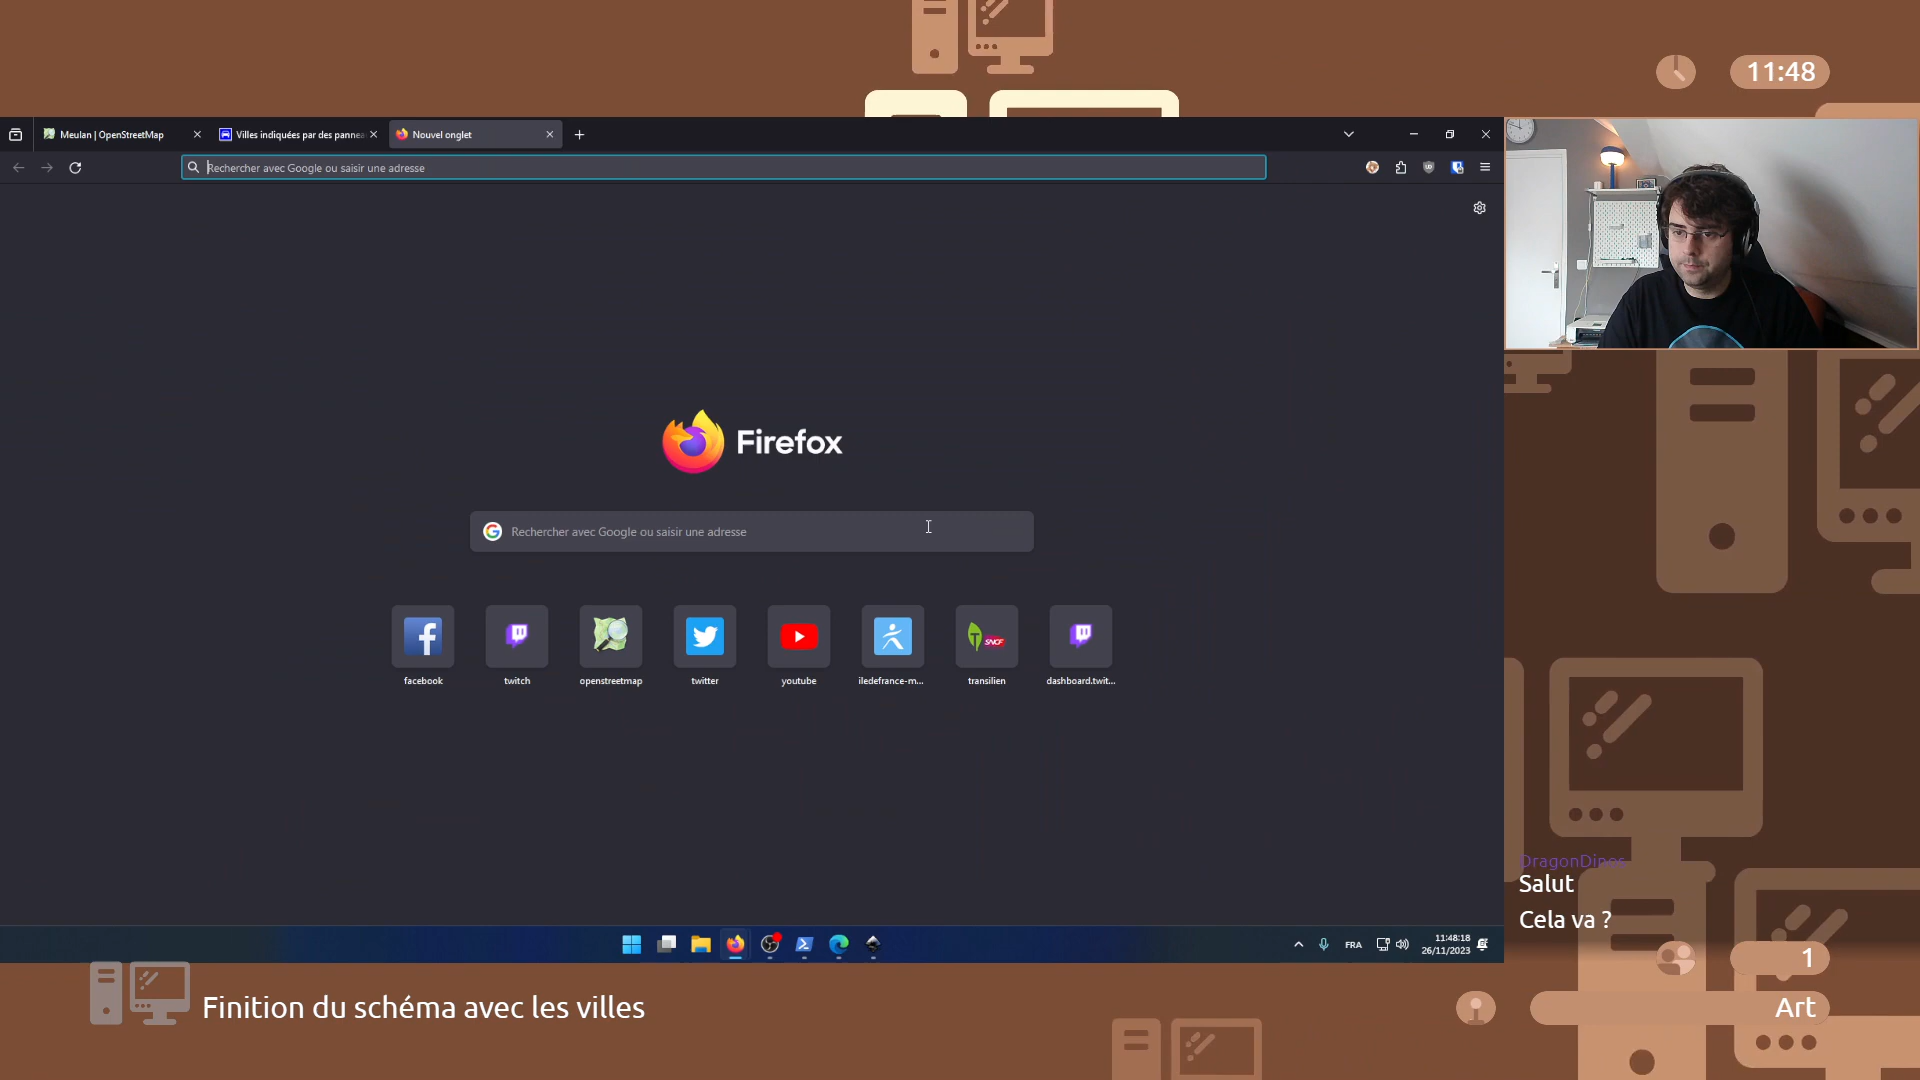 11:48
Meulan | OpenStreetMap
Villes indiquées par des pannea
Nouvel onglet
Rechercher avec Google ou saisir une adresse
Firefox
Rechercher avec Google ou saisir une adresse
facebook
twitch
openstreetmap
twitter
youtube
iledefrance-m...
transilien
dashboard.twit...
DragonDinos
Salut
Cela va ?
FRA
11:48:18
26/11/2023
1
Finition du schéma avec les villes
Art